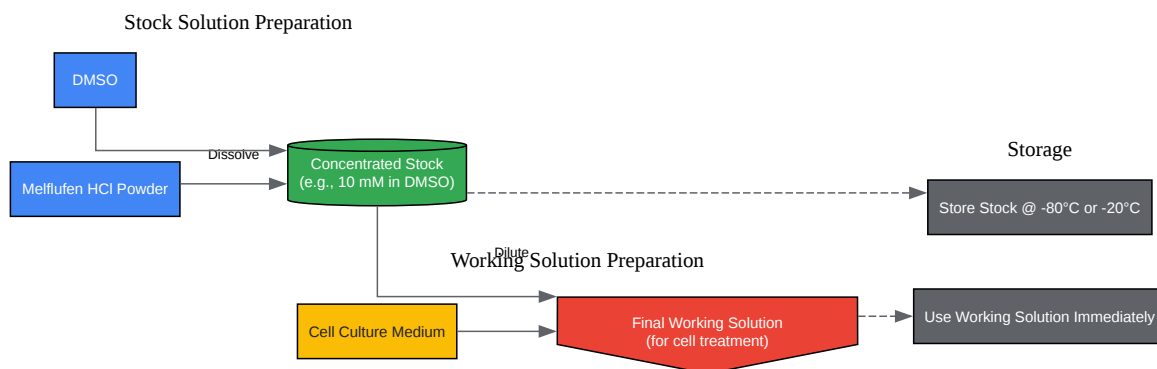 Stock Solution Preparation
DMSO
Dissolve
Melflufen HCl Powder
Concentrated Stock
(e.g., 10 mM in DMSO)
Storage
Store Stock @ -80°C or -20°C
Dilute
Working Solution Preparation
Cell Culture Medium
Final Working Solution
(for cell treatment)
Use Working Solution Immediately